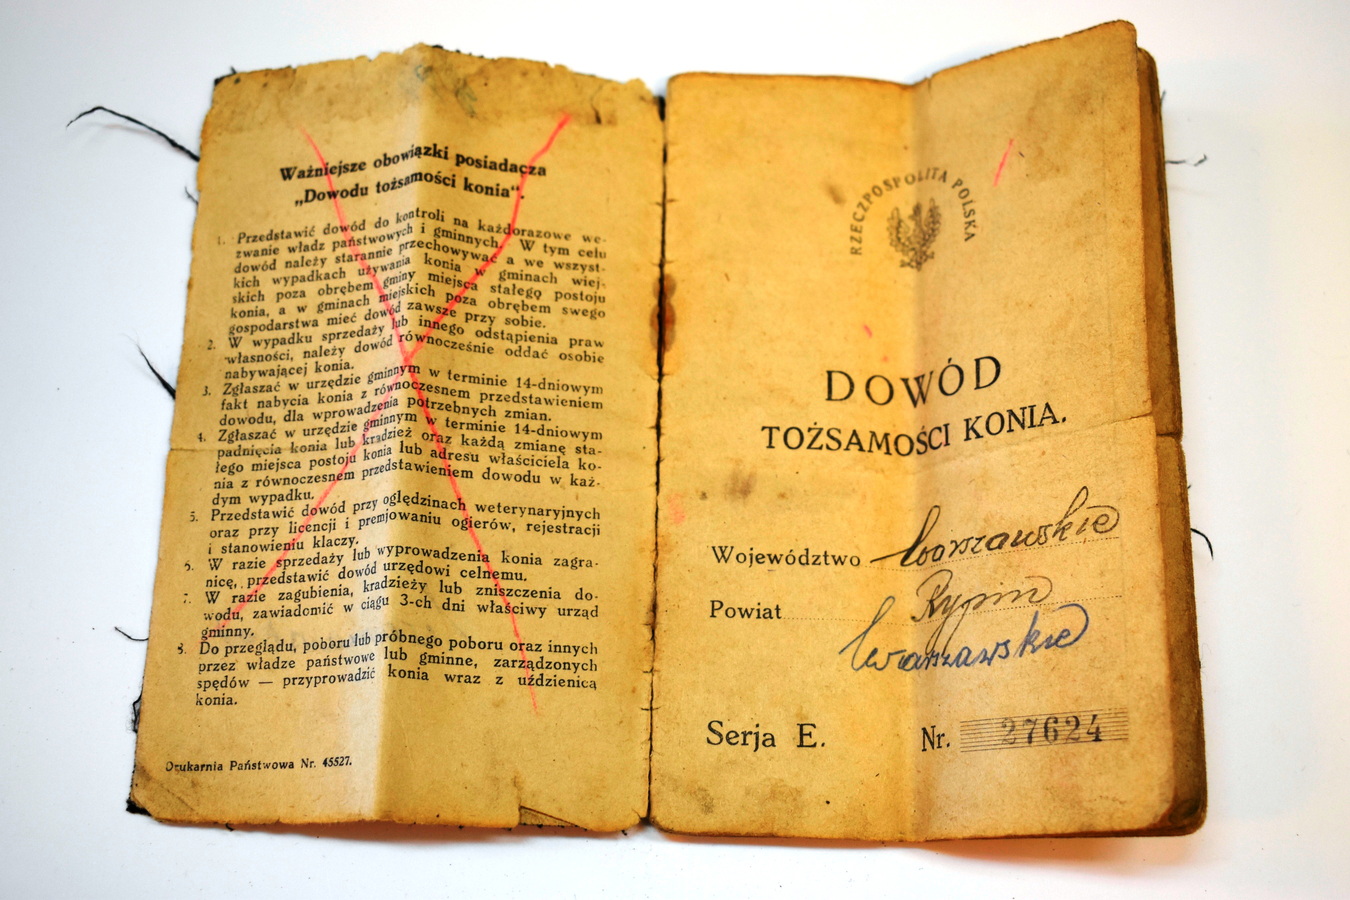 Ważniejsze obowiązki posiadacza
„Dowodu tożsamości konia".
1. Przedstawić dowód do kontroli na każdorazowe we-
zwanie władz państwowych i gminnych. W tym celu
dowód należy starannie przechowywać a we wszyst-
kich wypadkach używania konia w gminach wiej-
skich poza obrębem gminy miejsca stałego postoju
konia, a w gminach miejskich poza obrębem swego
gospodarstwa mieć dowód zawsze przy sobie.
2. W wypadku sprzedaży lub innego odstąpienia praw
własności, należy dowód równocześnie oddać osobie
nabywającej konia.
3. Zgłaszać w urzędzie gminnym w terminie 14-dniowym
fakt nabycia konia z równoczesnem przedstawieniem
dowodu, dla wprowadzenia potrzebnych zmian.
4. Zgłaszać w urzędzie gminnym w terminie 14-dniowym
padnięcia konia lub kradzież oraz każdą zmianę sta-
łego miejsca postoju konia lub adresu właściciela ko-
nia z równoczesnem przedstawieniem dowodu w każ-
dym wypadku.
5. Przedstawić dowód przy oględzinach weterynaryjnych
oraz przy licencji i premjowaniu ogierów, rejestracji
i stanowieniu klaczy.
6. W razie sprzedaży lub wyprowadzenia konia zagra-
nicę, przedstawić dowód urzędowi celnemu.
7. W razie zagubienia, kradzieży lub zniszczenia do-
wodu, zawiadomić w ciągu 3-ch dni właściwy urząd
gminny.
8. Do przeglądu, poboru lub próbnego poboru oraz innych
przez władze państwowe lub gminne, zarządzonych
spędów — przyprowadzić konia wraz z uździenicą
konia.
Drukarnia Państwowa Nr. 45527.
RZECZPOSPOLITA POLSKA
DOWÓD
TOŻSAMOŚCI KONIA.
Województwo Warszawskie
Powiat Rypin
Warszawskie
Serja E. Nr. 27624